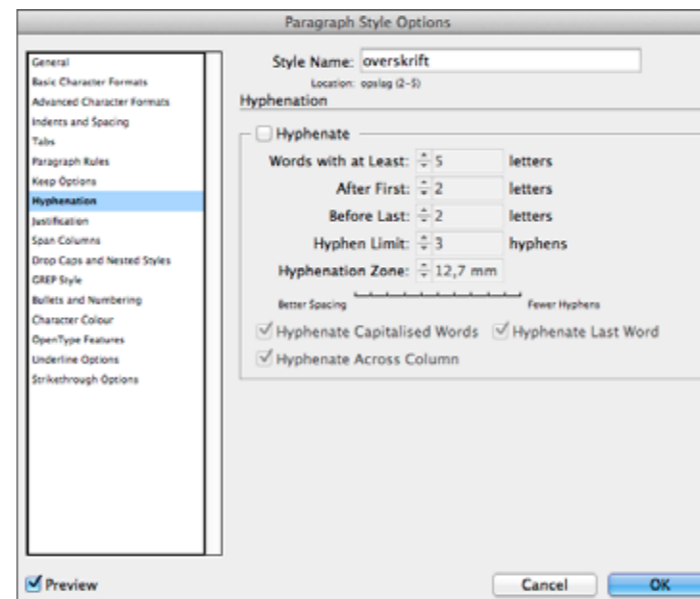 Paragraph Style Options
General
Basic Character Formats
Advanced Character Formats
Indents and Spacing
Tabs
Paragraph Rules
Keep Options
Hyphenation
Justification
Span Columns
Drop Caps and Nested Styles
GREP Style
Bullets and Numbering
Character Colour
OpenType Features
Underline Options
Strikethrough Options
Style Name: overskrift
Location: opslag (2-5)
Hyphenation
Hyphenate
Words with at Least: 5 letters
After First: 2 letters
Before Last: 2 letters
Hyphen Limit: 3 hyphens
Hyphenation Zone: 12,7 mm
Better Spacing Fewer Hyphens
Hyphenate Capitalised Words Hyphenate Last Word
Hyphenate Across Column
Preview Cancel OK